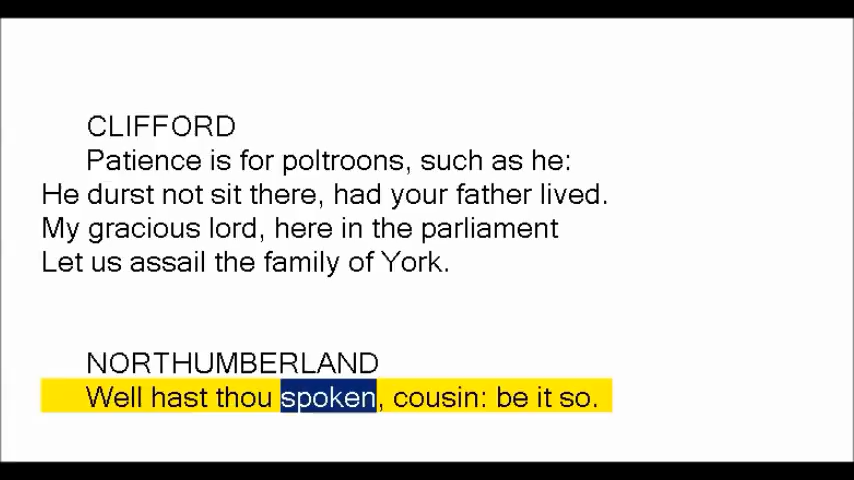 CLIFFORD
Patience is for poltroons, such as he:
He durst not sit there, had your father lived.
My gracious lord, here in the parliament
Let us assail the family of York.
NORTHUMBERLAND
Well hast thou spoken, cousin: be it so.